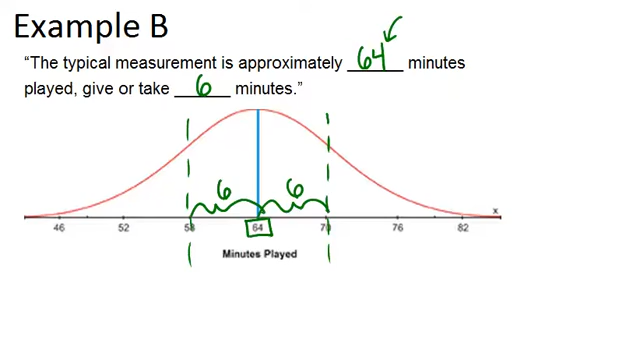 Example B
“The typical measurement is approximately 64 minutes
played, give or take 6 minutes.”
6 6
x
46 52 58 64 70 76 82
Minutes Played